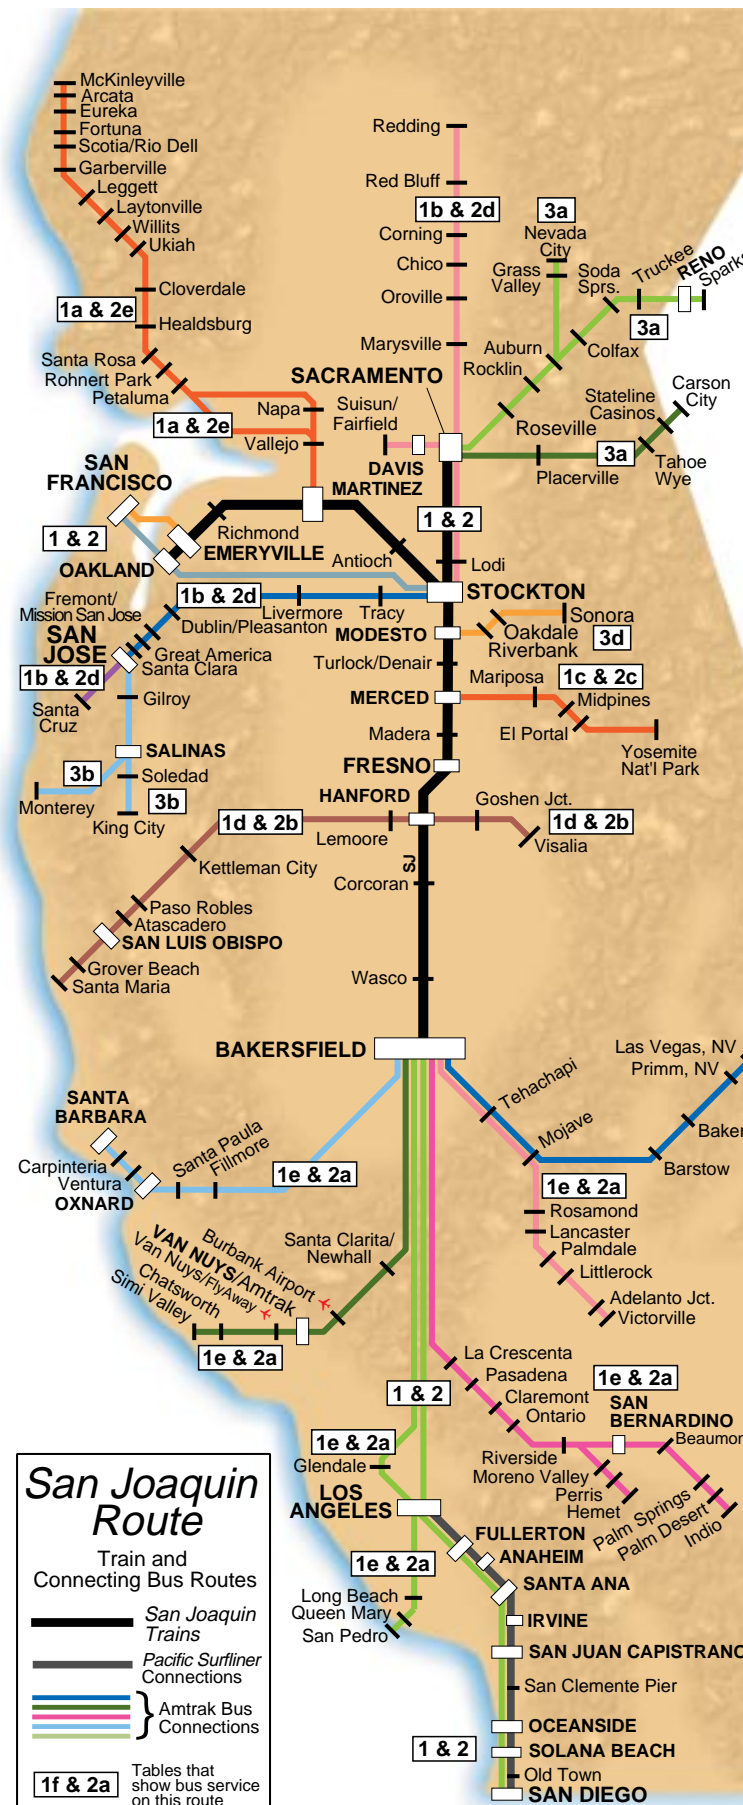 McKinleyville
Arcata
Eureka
Fortuna
Scotia/Rio Dell
Garberville
Leggett
Laytonville
Willits
Ukiah
Cloverdale
1a & 2e
Healdsburg
Santa Rosa
Rohnert Park
Petaluma
1a & 2e
Napa
Vallejo
Redding
Red Bluff
1b & 2d
Corning
Chico
Oroville
Marysville
SACRAMENTO
3a
Nevada
City
Grass
Valley
Soda
Sprs.
Truckee
RENO
Sparks
3a
Auburn
Rocklin
Colfax
Roseville
Stateline
Casinos
Carson
City
3a
Tahoe
Wye
Placerville
Suisun/
Fairfield
DAVIS
MARTINEZ
SAN
FRANCISCO
1 & 2
Richmond
EMERYVILLE
OAKLAND
Antioch
1 & 2
Lodi
STOCKTON
1b & 2d
Fremont/
Mission San Jose
Livermore
Tracy
Dublin/Pleasanton
SAN
JOSE
Great America
Santa Clara
1b & 2d
Santa
Cruz
Gilroy
SALINAS
3b
Soledad
Monterey
3b
King City
MODESTO
Sonora
Oakdale
Riverbank
3d
Turlock/Denair
MERCED
Mariposa
1c & 2c
Midpines
El Portal
Yosemite
Nat'l Park
Madera
FRESNO
HANFORD
Goshen Jct.
1d & 2b
Lemoore
1d & 2b
Visalia
Kettleman City
SJ
Corcoran
Paso Robles
Atascadero
SAN LUIS OBISPO
Grover Beach
Santa Maria
Wasco
BAKERSFIELD
Las Vegas, NV
Primm, NV
Tehachapi
Baker
Mojave
Barstow
1e & 2a
Rosamond
Lancaster
Palmdale
Littlerock
Adelanto Jct.
Victorville
SANTA
BARBARA
Carpinteria
Ventura
OXNARD
Santa Paula
Fillmore
1e & 2a
Santa Clarita/
Newhall
Burbank Airport
VAN NUYS/Amtrak
Van Nuys/FlyAway
Chatsworth
Simi Valley
1e & 2a
La Crescenta
Pasadena
Claremont
Ontario
1e & 2a
SAN
BERNARDINO
Beaumon
Riverside
Moreno Valley
Perris
Hemet
Palm Springs
Palm Desert
Indio
1 & 2
1e & 2a
Glendale
LOS
ANGELES
1e & 2a
Long Beach
Queen Mary
San Pedro
FULLERTON
ANAHEIM
SANTA ANA
IRVINE
SAN JUAN CAPISTRANO
San Clemente Pier
OCEANSIDE
1 & 2
SOLANA BEACH
Old Town
SAN DIEGO
San Joaquin
Route
Train and
Connecting Bus Routes
San Joaquin
Trains
Pacific Surfliner
Connections
Amtrak Bus
Connections
1f & 2a
Tables that
show bus service
on this route